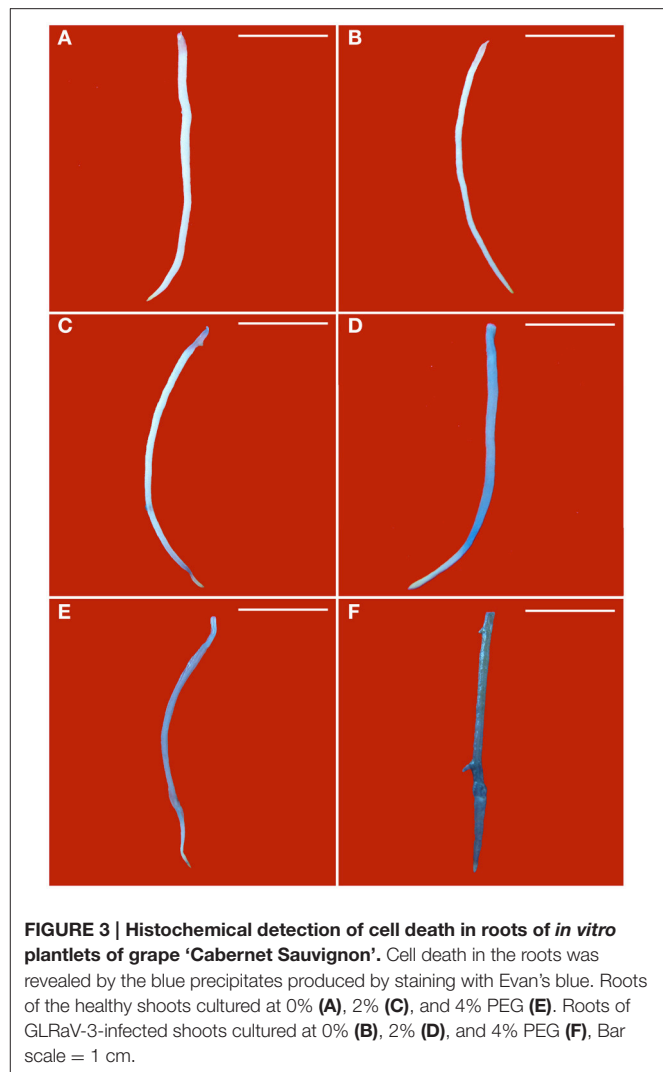 A
B
C
D
E
F
FIGURE 3 | Histochemical detection of cell death in roots of in vitro
plantlets of grape ‘Cabernet Sauvignon’. Cell death in the roots was
revealed by the blue precipitates produced by staining with Evan’s blue. Roots
of the healthy shoots cultured at 0% (A), 2% (C), and 4% PEG (E). Roots of
GLRaV-3-infected shoots cultured at 0% (B), 2% (D), and 4% PEG (F), Bar
scale = 1 cm.